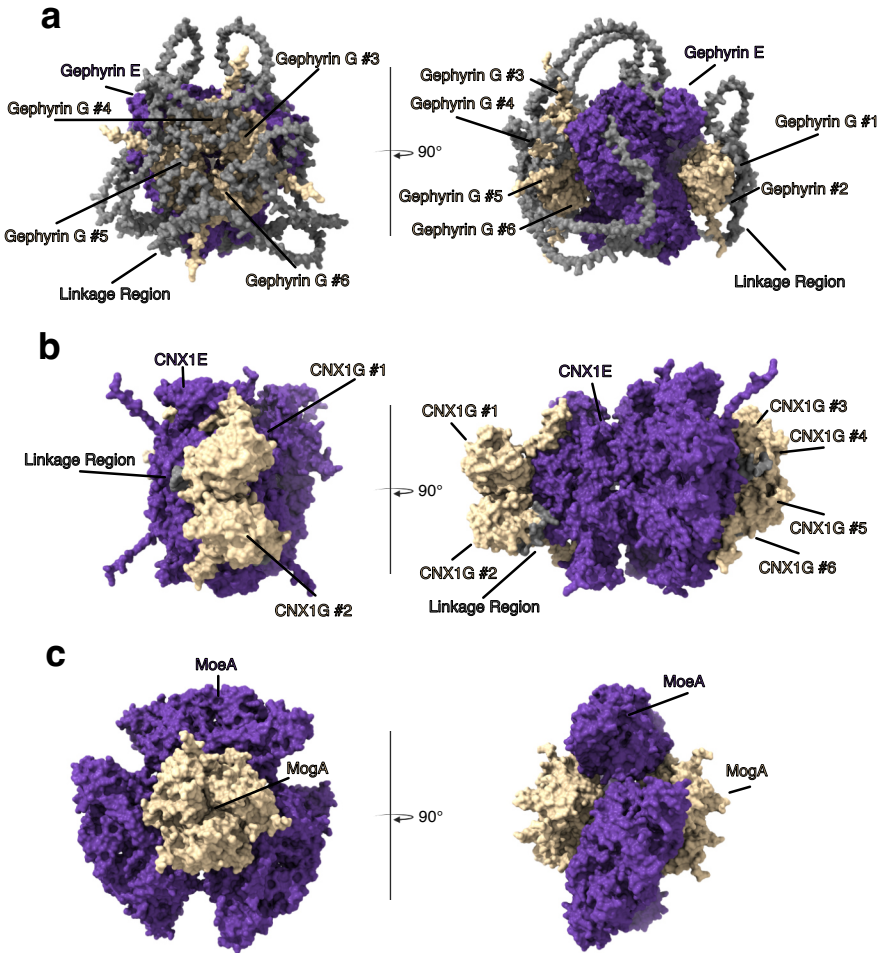 a
Gephyrin E
Gephyrin G #3
Gephyrin G #4
Gephyrin G #5
Linkage Region
Gephyrin G #6
90°
Gephyrin E
Gephyrin G #3
Gephyrin G #4
Gephyrin G #1
Gephyrin #2
Gephyrin G #5
Gephyrin G #6
Linkage Region
b
CNX1E
CNX1G #1
Linkage Region
CNX1G #2
90°
CNX1E
CNX1G #1
CNX1G #3
CNX1G #4
CNX1G #5
CNX1G #6
CNX1G #2
Linkage Region
c
MoeA
MogA
90°
MoeA
MogA